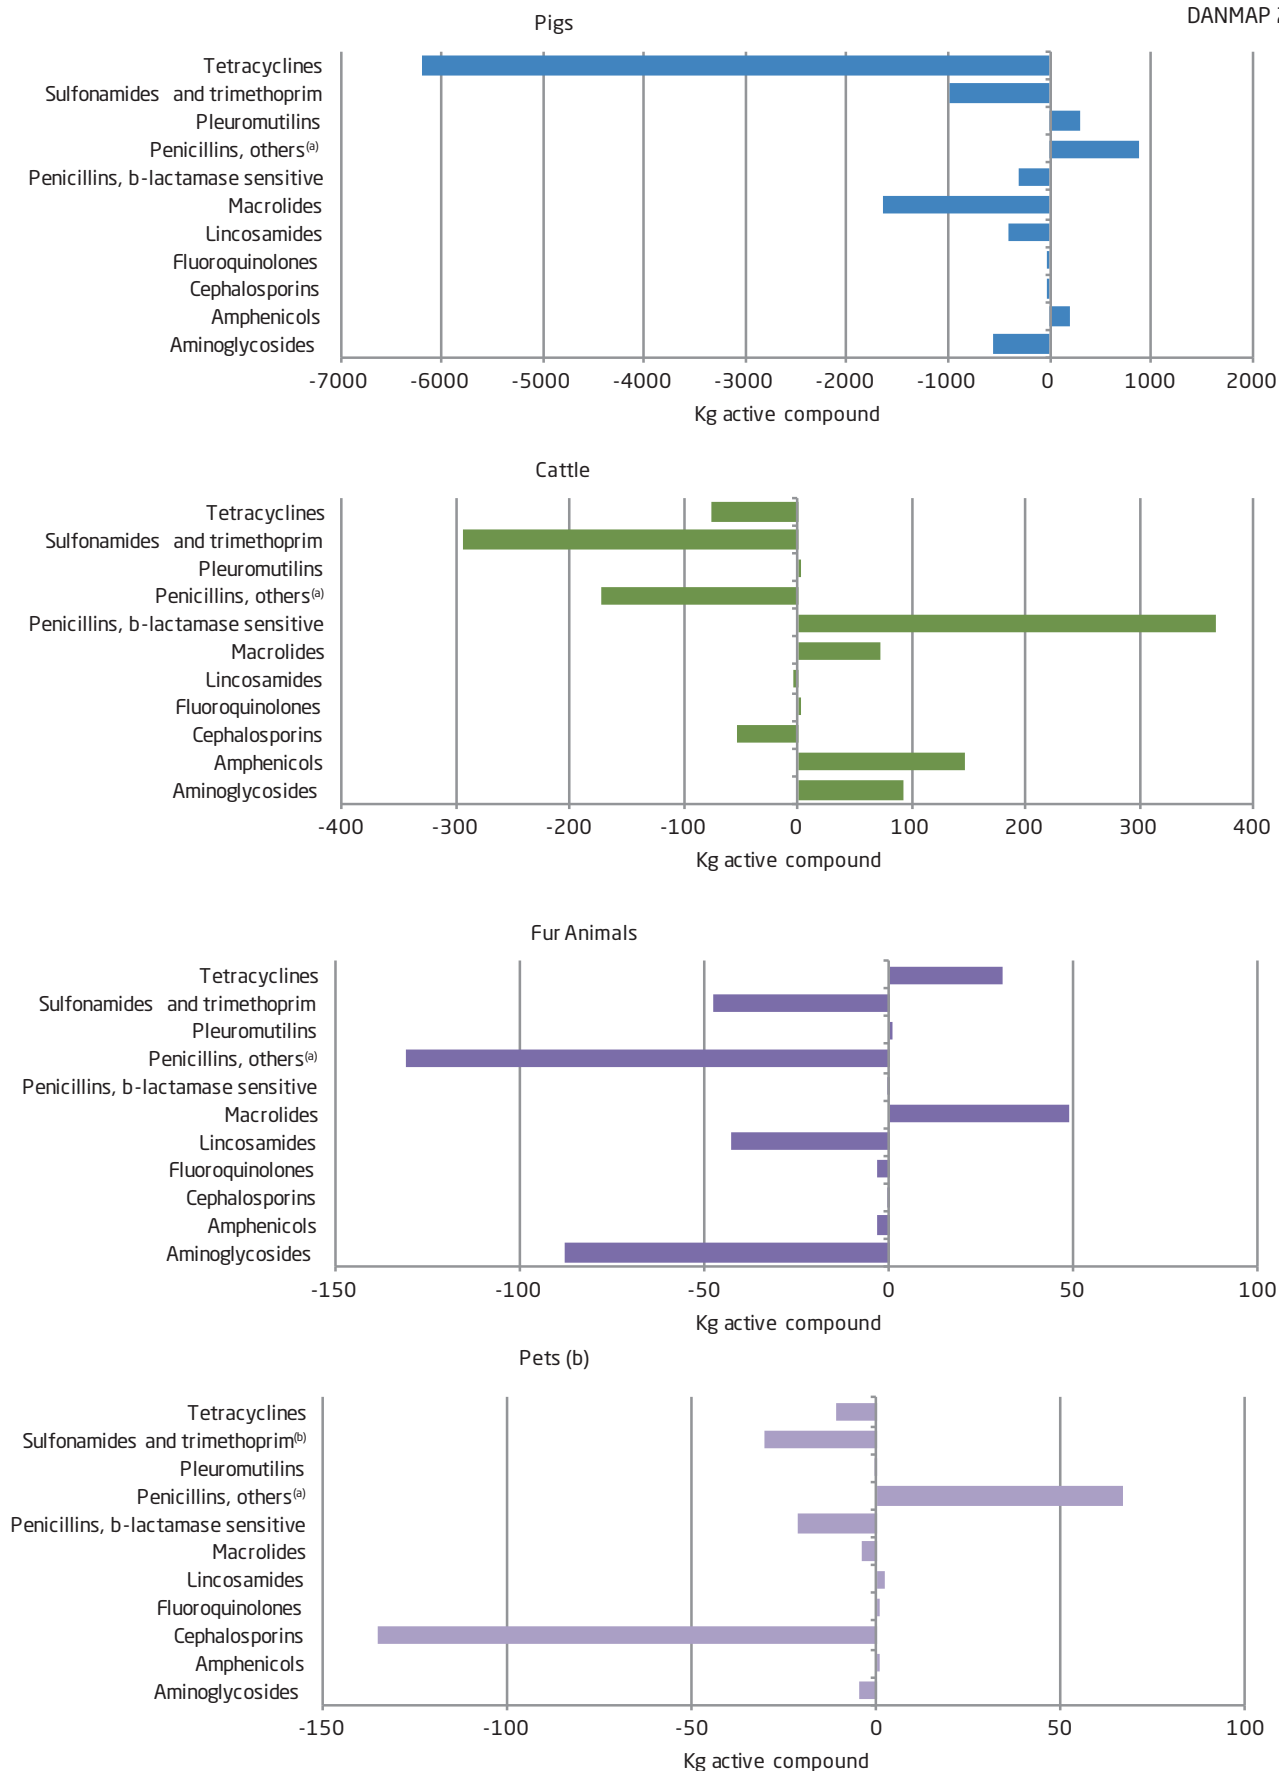 DANMAP 2
Pigs
Tetracyclines
Sulfonamides and trimethoprim
Pleuromutilins
Penicillins, others(a)
Penicillins, b-lactamase sensitive
Macrolides
Lincosamides
Fluoroquinolones
Cephalosporins
Amphenicols
Aminoglycosides
-7000 -6000 -5000 -4000 -3000 -2000 -1000 0 1000 2000
Kg active compound
Cattle
Tetracyclines
Sulfonamides and trimethoprim
Pleuromutilins
Penicillins, others(a)
Penicillins, b-lactamase sensitive
Macrolides
Lincosamides
Fluoroquinolones
Cephalosporins
Amphenicols
Aminoglycosides
-400 -300 -200 -100 0 100 200 300 400
Kg active compound
Fur Animals
Tetracyclines
Sulfonamides and trimethoprim
Pleuromutilins
Penicillins, others(a)
Penicillins, b-lactamase sensitive
Macrolides
Lincosamides
Fluoroquinolones
Cephalosporins
Amphenicols
Aminoglycosides
-150 -100 -50 0 50 100
Kg active compound
Pets (b)
Tetracyclines
Sulfonamides and trimethoprim(b)
Pleuromutilins
Penicillins, others(a)
Penicillins, b-lactamase sensitive
Macrolides
Lincosamides
Fluoroquinolones
Cephalosporins
Amphenicols
Aminoglycosides
-150 -100 -50 0 50 100
Kg active compound